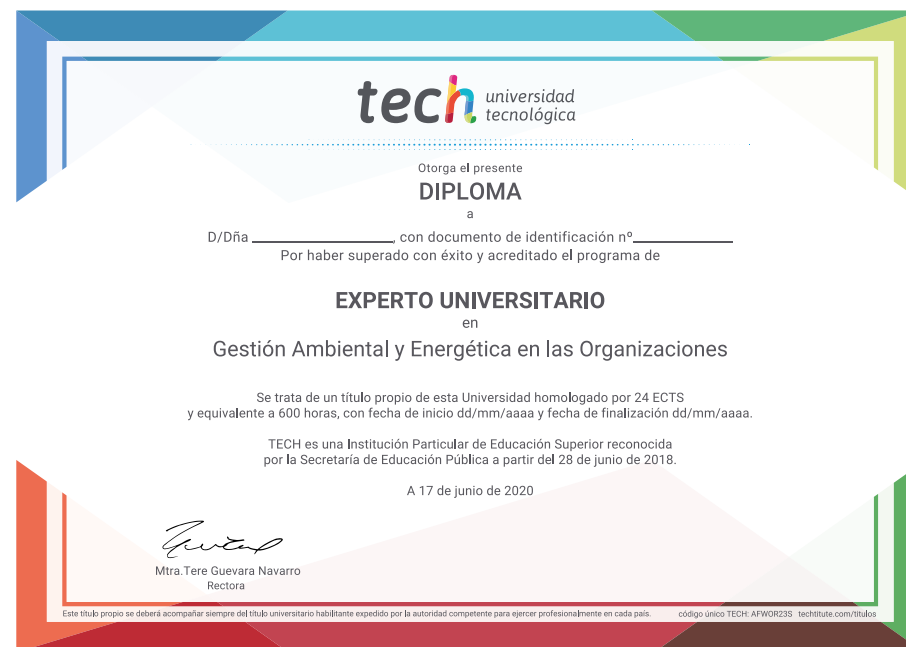 tech universidad
tecnológica
Otorga el presente
DIPLOMA
a
D/Dña ____________________, con documento de identificación nº______________
Por haber superado con éxito y acreditado el programa de
EXPERTO UNIVERSITARIO
en
Gestión Ambiental y Energética en las Organizaciones
Se trata de un título propio de esta Universidad homologado por 24 ECTS
y equivalente a 600 horas, con fecha de inicio dd/mm/aaaa y fecha de finalización dd/mm/aaaa.
TECH es una Institución Particular de Educación Superior reconocida
por la Secretaría de Educación Pública a partir del 28 de junio de 2018.
A 17 de junio de 2020
Mtra.Tere Guevara Navarro
Rectora
Este título propio se deberá acompañar siempre del título universitario habilitante expedido por la autoridad competente para ejercer profesionalmente en cada país. código único TECH: AFWOR23S techtitute.com/titulos